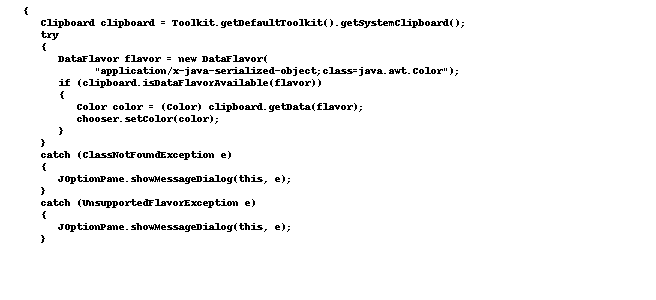 {
Clipboard clipboard = Toolkit.getDefaultToolkit().getSystemClipboard();
try
{
DataFlavor flavor = new DataFlavor(
"application/x-java-serialized-object;class=java.awt.Color");
if (clipboard.isDataFlavorAvailable(flavor))
{
Color color = (Color) clipboard.getData(flavor);
chooser.setColor(color);
}
}
catch (ClassNotFoundException e)
{
JOptionPane.showMessageDialog(this, e);
}
catch (UnsupportedFlavorException e)
{
JOptionPane.showMessageDialog(this, e);
}